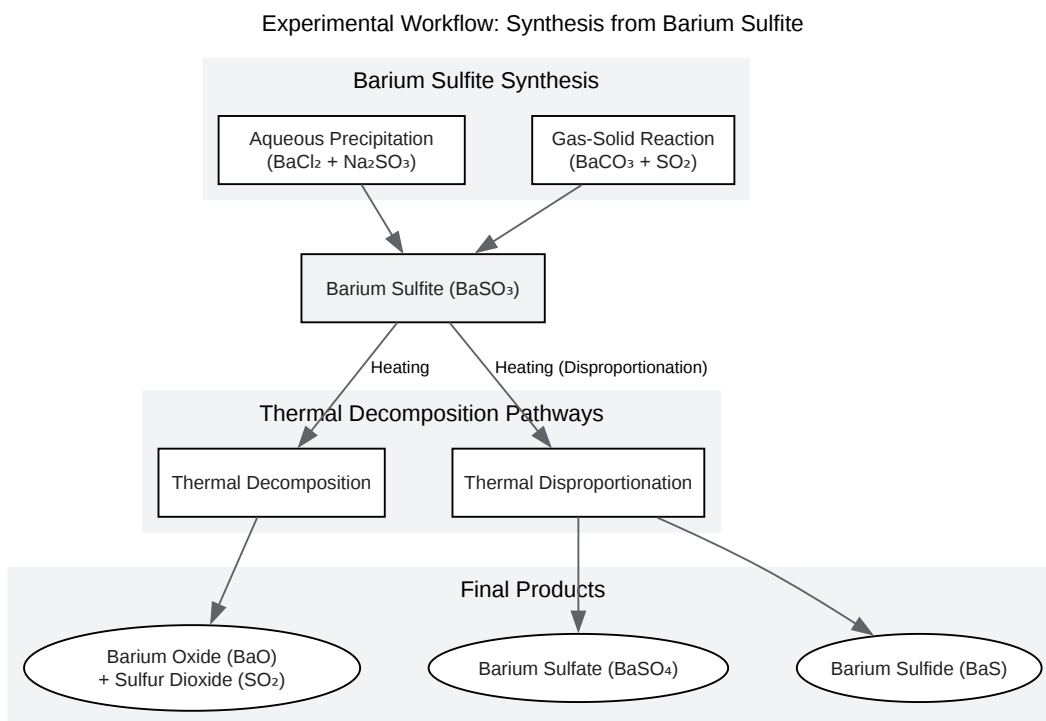 Experimental Workflow: Synthesis from Barium Sulfite
Barium Sulfite Synthesis
Aqueous Precipitation
(BaCl₂ + Na₂SO₃)
Gas-Solid Reaction
(BaCO₃ + SO₂)
Barium Sulfite (BaSO₃)
Heating
Heating (Disproportionation)
Thermal Decomposition Pathways
Thermal Decomposition
Thermal Disproportionation
Final Products
Barium Oxide (BaO)
+ Sulfur Dioxide (SO₂)
Barium Sulfate (BaSO₄)
Barium Sulfide (BaS)